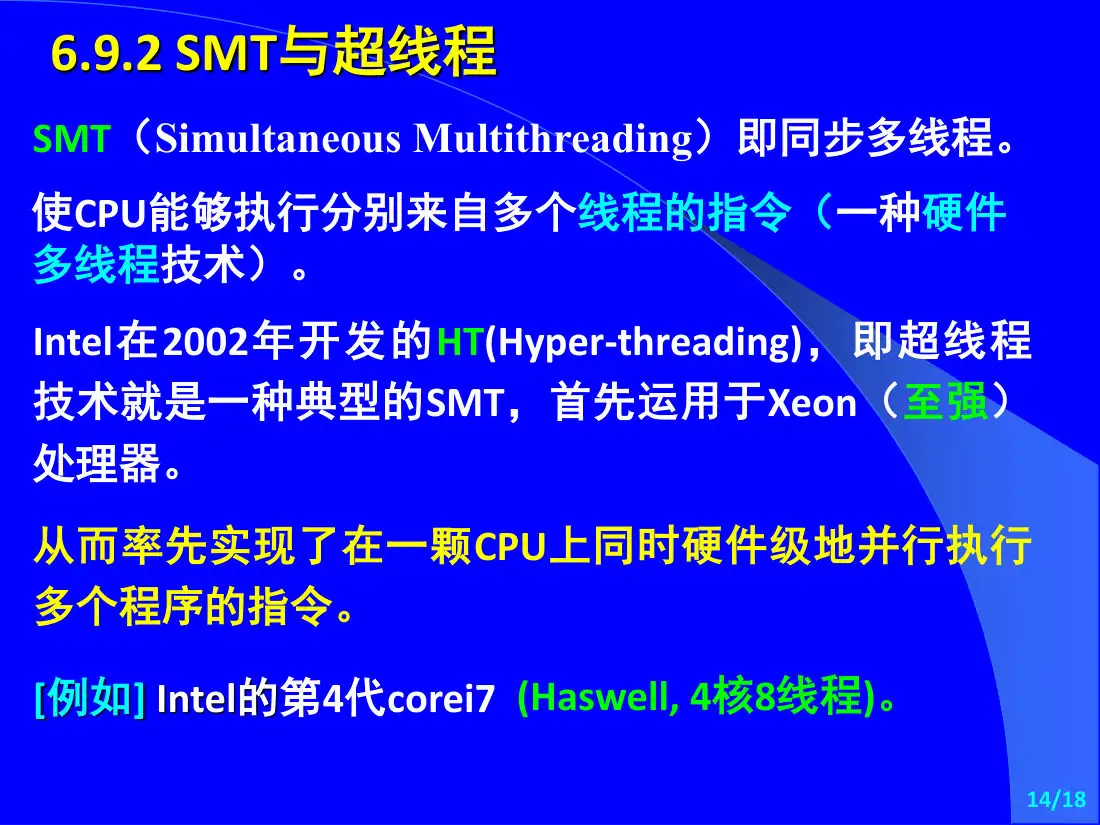 6.9.2 SMT与超线程
SMT（Simultaneous Multithreading）即同步多线程。
使CPU能够执行分别来自多个线程的指令（一种硬件
多线程技术）。
Intel在2002年开发的HT(Hyper-threading)，即超线程
技术就是一种典型的SMT，首先运用于Xeon（至强）
处理器。
从而率先实现了在一颗CPU上同时硬件级地并行执行
多个程序的指令。
[例如] Intel的第4代corei7 (Haswell, 4核8线程)。
14/18